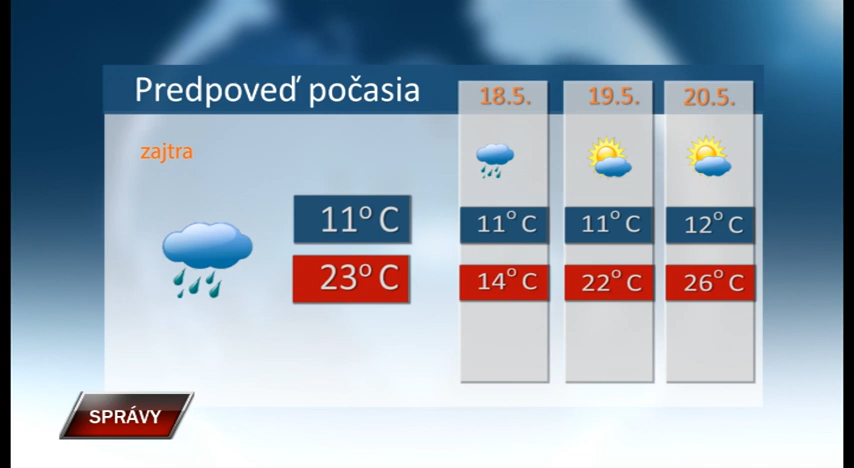 Predpoveď počasia
zajtra
11° C
23° C
18.5. 19.5. 20.5.
11° C 11° C 12° C
14° C 22° C 26° C
SPRÁVY